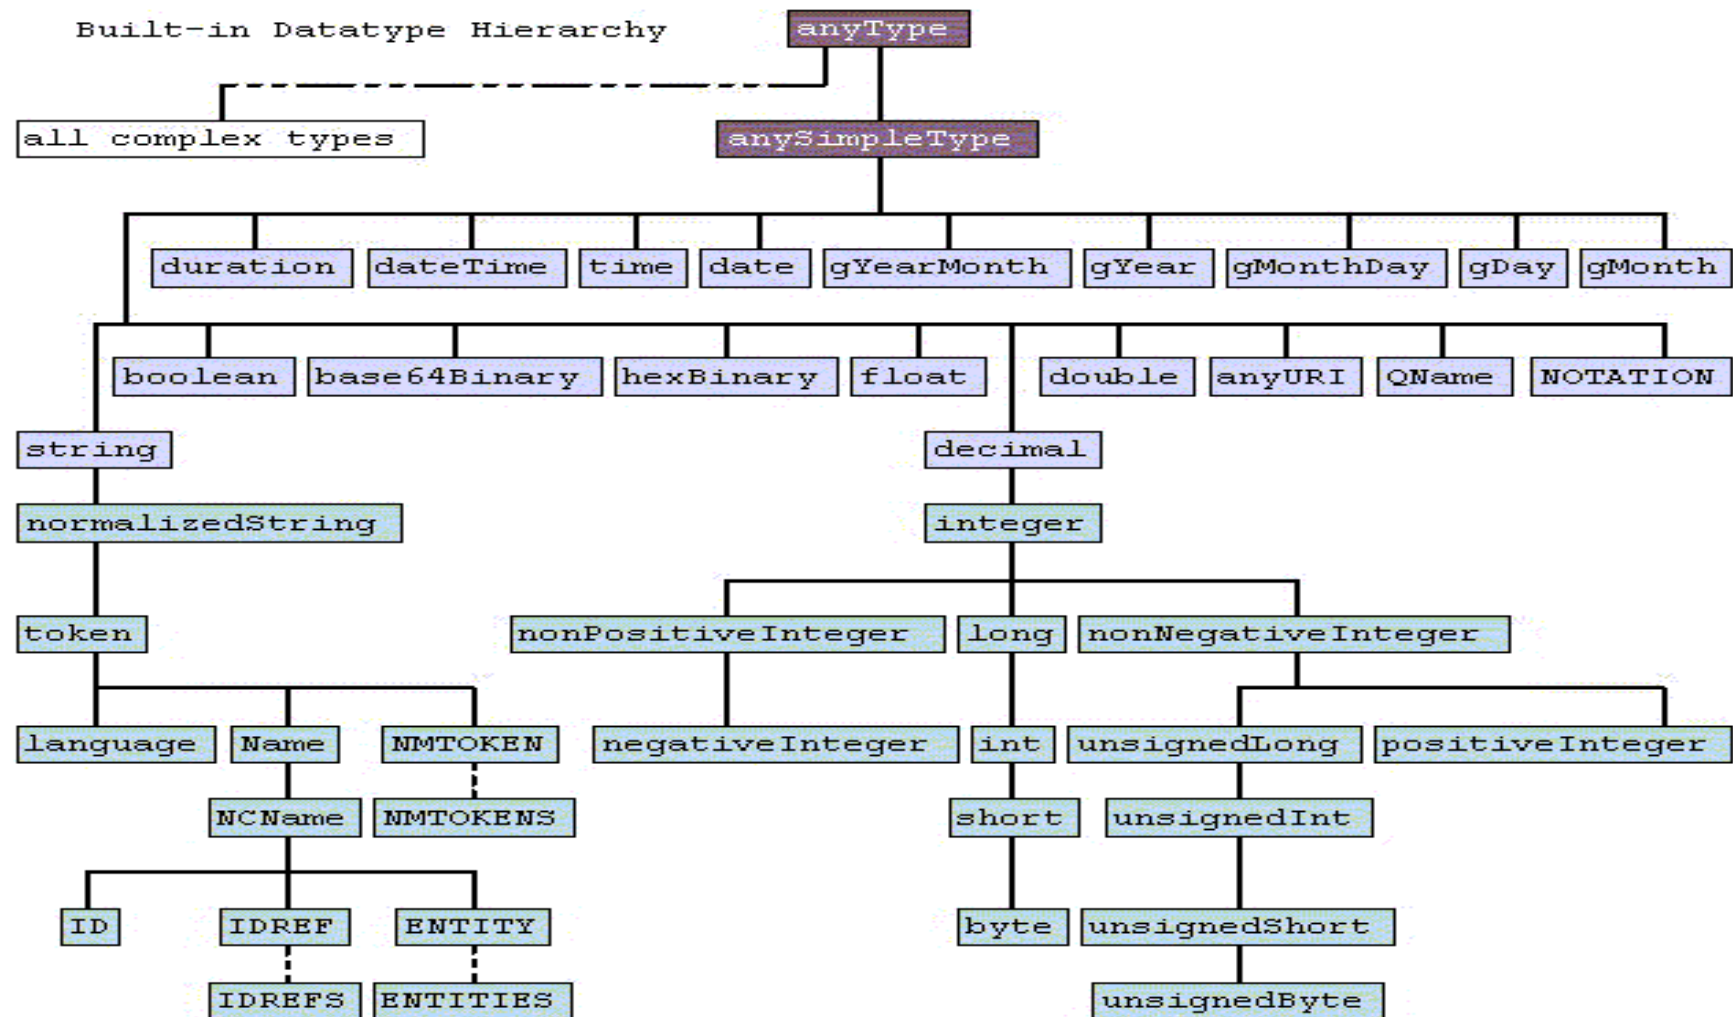 Built-in Datatype Hierarchy
anyType
all complex types
anySimpleType
duration dateTime time date gYearMonth gYear gMonthDay gDay gMonth
boolean base64Binary hexBinary float double anyURI QName NOTATION
string decimal
normalizedString integer
token nonPositiveInteger long nonNegativeInteger
language Name NMTOKEN negativeInteger int unsignedLong positiveInteger
NCName NMTOKENS short unsignedInt
ID IDREF ENTITY byte unsignedShort
IDREFS ENTITIES unsignedByte